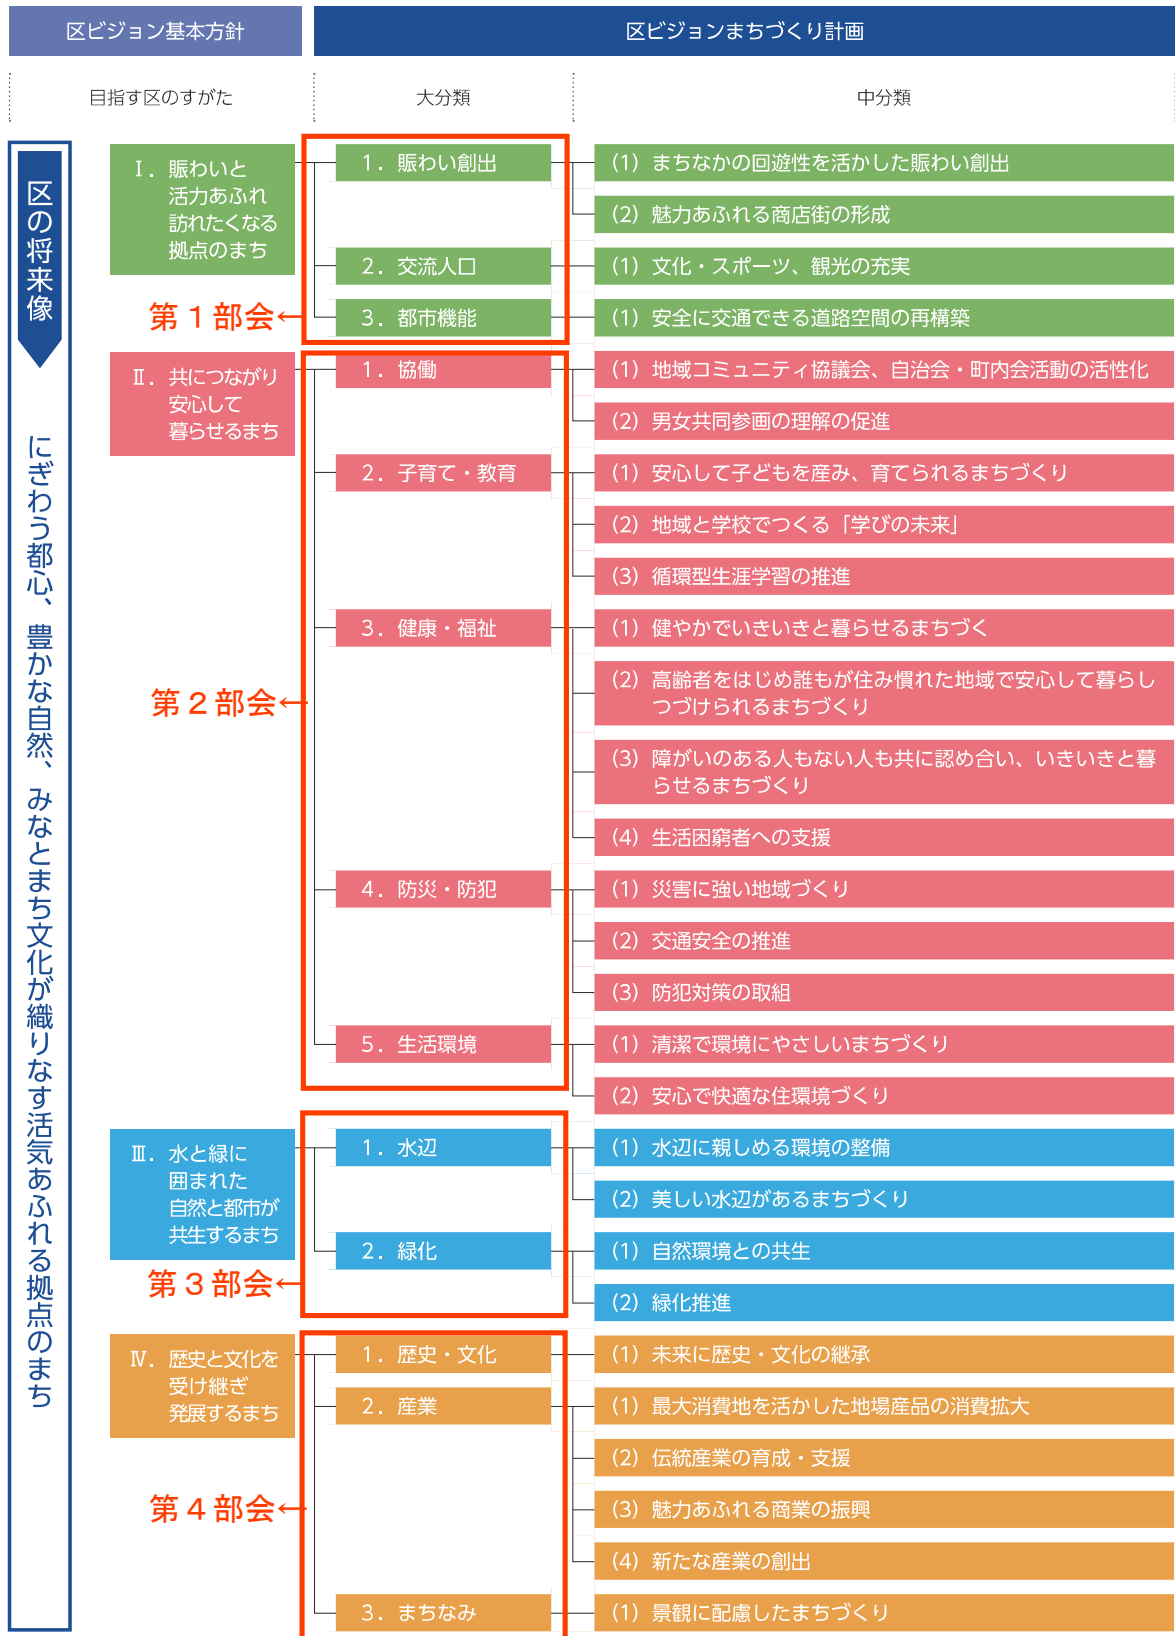 区ビジョン基本方針
区ビジョンまちづくり計画
目指す区のすがた
大分類
中分類
区の将来像
にぎわう都心、豊かな自然、みなとまち文化が織りなす活気あふれる拠点のまち
Ⅰ．賑わいと
活力あふれ
訪れたくなる
拠点のまち
第1部会←
1．賑わい創出
(1) まちなかの回遊性を活かした賑わい創出
(2) 魅力あふれる商店街の形成
2．交流人口
(1) 文化・スポーツ、観光の充実
3．都市機能
(1) 安全に交通できる道路空間の再構築
Ⅱ．共につながり
安心して
暮らせるまち
第2部会←
1．協働
(1) 地域コミュニティ協議会、自治会・町内会活動の活性化
(2) 男女共同参画の理解の促進
2．子育て・教育
(1) 安心して子どもを産み、育てられるまちづくり
(2) 地域と学校でつくる「学びの未来」
(3) 循環型生涯学習の推進
3．健康・福祉
(1) 健やかでいきいきと暮らせるまちづく
(2) 高齢者をはじめ誰もが住み慣れた地域で安心して暮らし
つづけられるまちづくり
(3) 障がいのある人もない人も共に認め合い、いきいきと暮
らせるまちづくり
(4) 生活困窮者への支援
4．防災・防犯
(1) 災害に強い地域づくり
(2) 交通安全の推進
(3) 防犯対策の取組
5．生活環境
(1) 清潔で環境にやさしいまちづくり
(2) 安心で快適な住環境づくり
Ⅲ．水と緑に
囲まれた
自然と都市が
共生するまち
第3部会←
1．水辺
(1) 水辺に親しめる環境の整備
(2) 美しい水辺があるまちづくり
2．緑化
(1) 自然環境との共生
(2) 緑化推進
Ⅳ．歴史と文化を
受け継ぎ
発展するまち
第4部会←
1．歴史・文化
(1) 未来に歴史・文化の継承
2．産業
(1) 最大消費地を活かした地場産品の消費拡大
(2) 伝統産業の育成・支援
(3) 魅力あふれる商業の振興
(4) 新たな産業の創出
3．まちなみ
(1) 景観に配慮したまちづくり